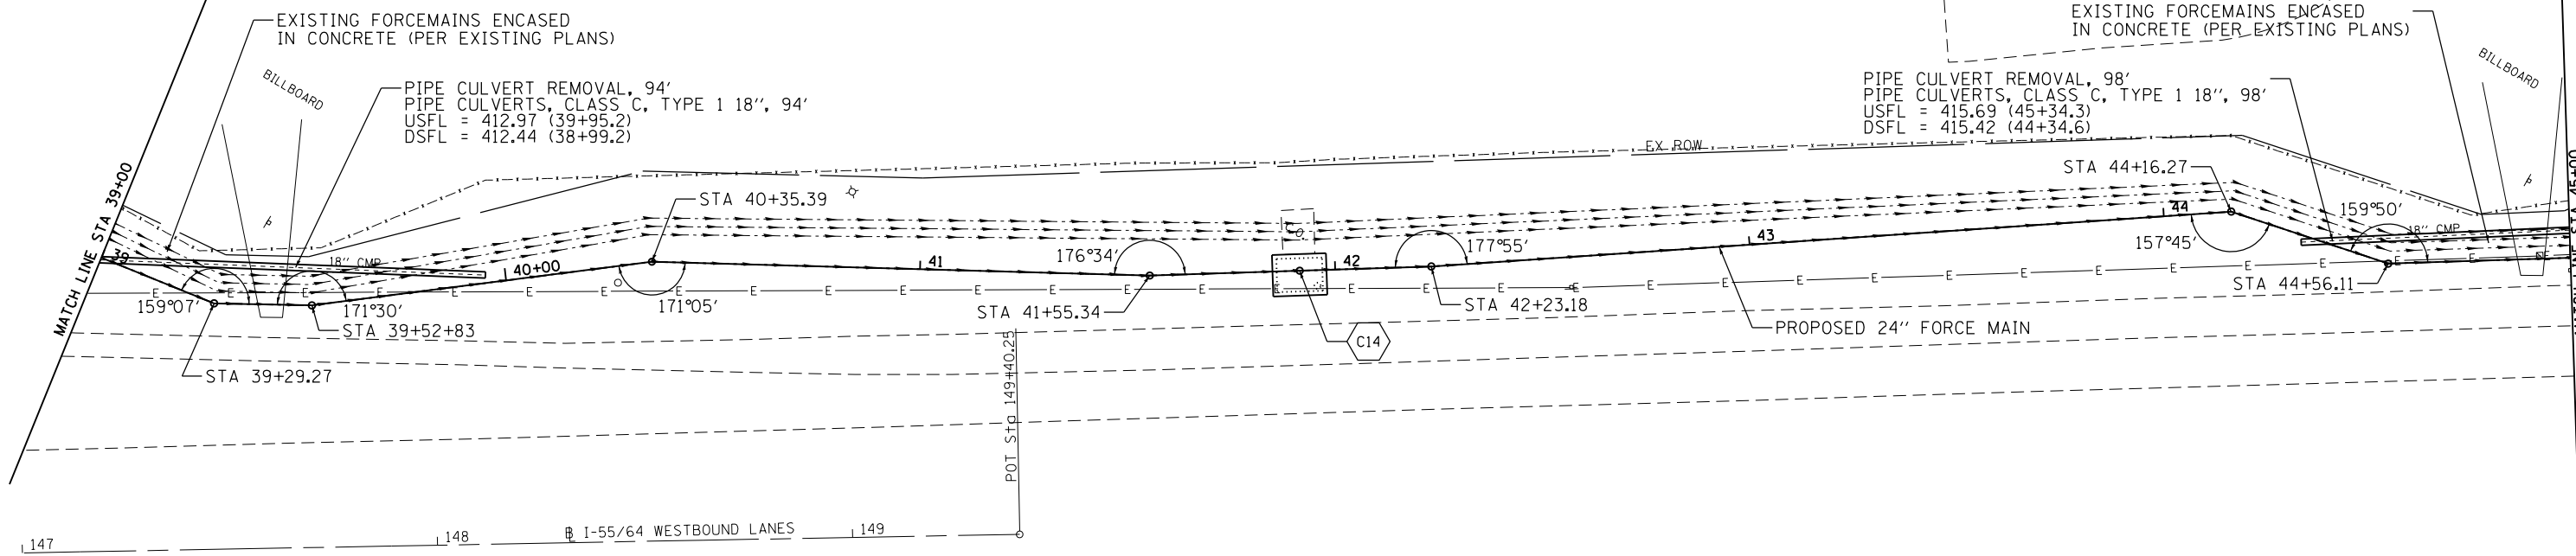 EXISTING FORCEMAINS ENCASED
IN CONCRETE (PER EXISTING PLANS)
BILLBOARD
PIPE CULVERT REMOVAL, 94'
PIPE CULVERTS, CLASS C, TYPE 1 18", 94'
USFL = 412.97 (39+95.2)
DSFL = 412.44 (38+99.2)
EXISTING FORCEMAINS ENCASED
IN CONCRETE (PER EXISTING PLANS)
BILLBOARD
PIPE CULVERT REMOVAL, 98'
PIPE CULVERTS, CLASS C, TYPE 1 18", 98'
USFL = 415.69 (45+34.3)
DSFL = 415.42 (44+34.6)
EX ROW
STA 44+16.27
MATCH LINE STA 39+00
STA 40+35.39
159°50'
157°45'
44
43
42
41
40+00
39
18" CMP
18" CMP
CO
176°34'
177°55'
159°07'
171°30'
171°05'
STA 39+52+83
STA 41+55.34
STA 42+23.18
STA 44+56.11
C14
PROPOSED 24" FORCE MAIN
STA 39+29.27
E E E E E E E E E E E E E E E E E E E E E E E E E E E E E E E E
POT Sta 149+40.25
MATCH LINE STA 45+00
147
148
℄ I-55/64 WESTBOUND LANES
149